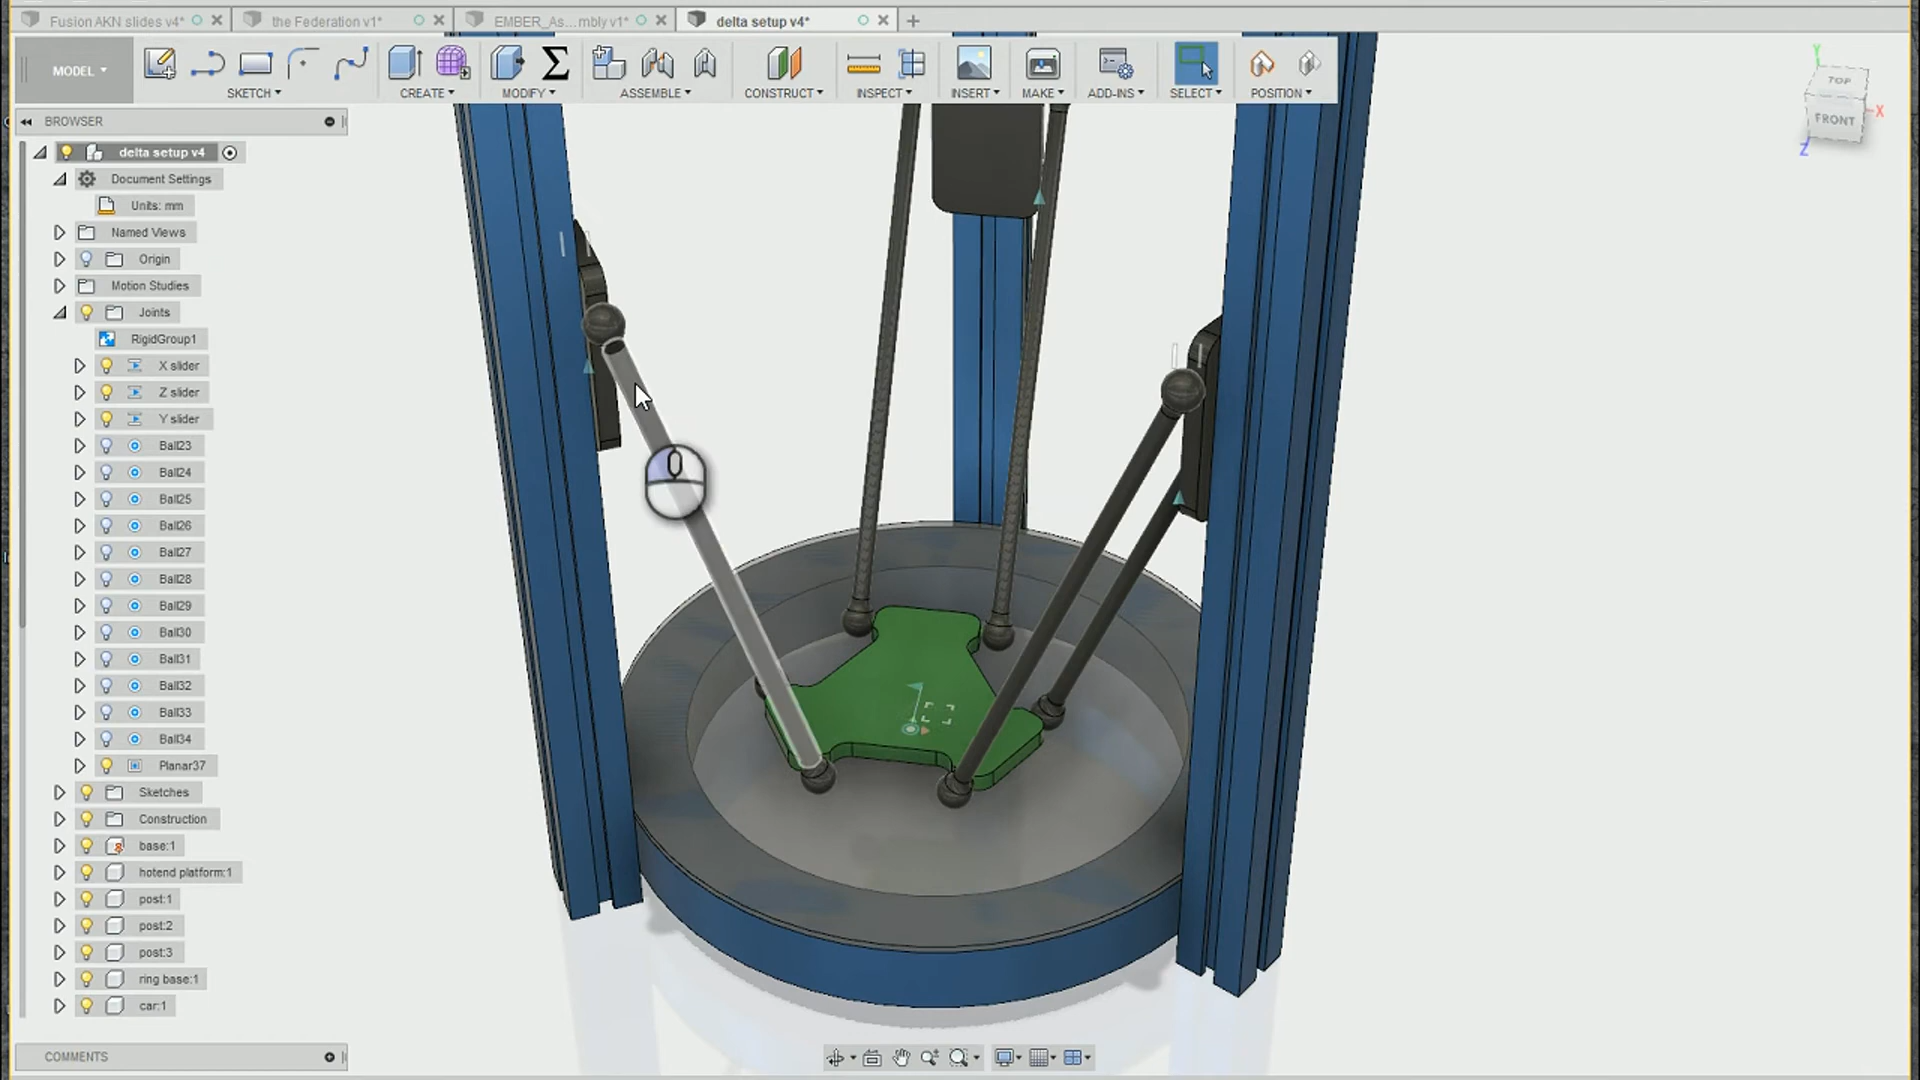 Fusion AKN slides v4*
the Federation v1*
EMBER_As...mbly v1*
delta setup v4*
MODEL
SKETCH
CREATE
MODIFY
ASSEMBLE
CONSTRUCT
INSPECT
INSERT
MAKE
ADD-INS
SELECT
POSITION
TOP
FRONT
X
Y
Z
BROWSER
delta setup v4
Document Settings
Units: mm
Named Views
Origin
Motion Studies
Joints
RigidGroup1
X slider
Z slider
Y slider
Ball23
Ball24
Ball25
Ball26
Ball27
Ball28
Ball29
Ball30
Ball31
Ball32
Ball33
Ball34
Planar37
Sketches
Construction
base:1
hotend platform:1
post:1
post:2
post:3
ring base:1
car:1
COMMENTS